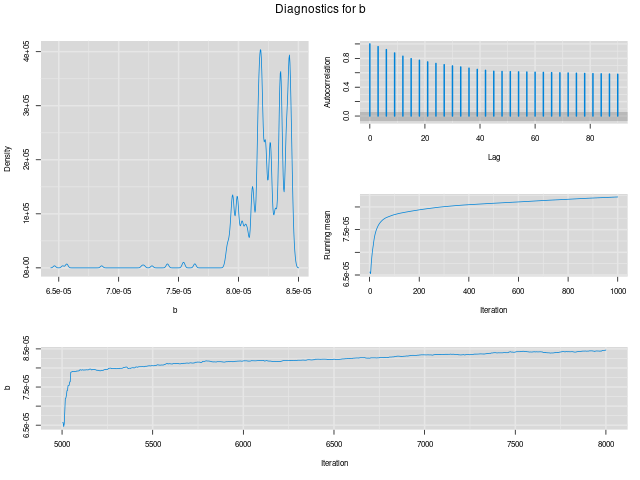 Diagnostics for b
Density
0e+00
1e+05
2e+05
3e+05
4e+05
6.5e-05
7.0e-05
7.5e-05
8.0e-05
8.5e-05
b
Autocorrelation
0.0
0.4
0.8
0
20
40
60
80
Lag
Running mean
6.5e-05
7.5e-05
0
200
400
600
800
1000
Iteration
b
6.5e-05
7.5e-05
8.5e-05
5000
5500
6000
6500
7000
7500
8000
Iteration